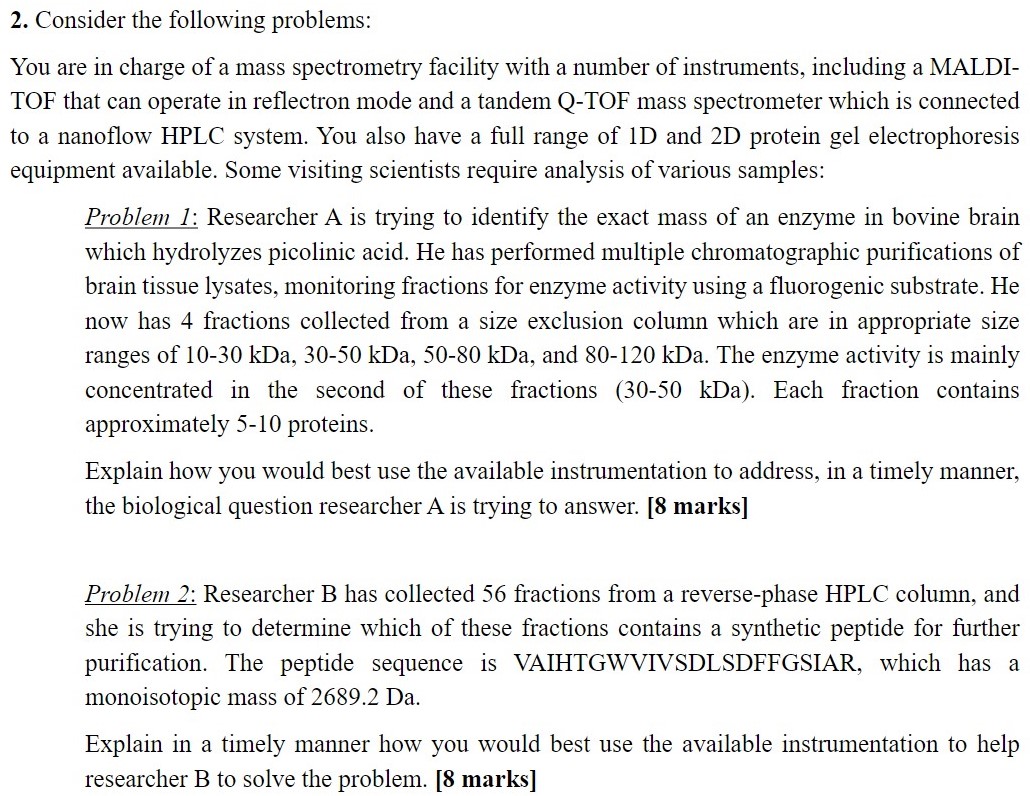 2. Consider the following problems:
You are in charge of a mass spectrometry facility with a number of instruments, including a MALDI-
TOF that can operate in reflectron mode and a tandem Q-TOF mass spectrometer which is connected
to a nanoflow HPLC system. You also have a full range of 1D and 2D protein gel electrophoresis
equipment available. Some visiting scientists require analysis of various samples:
Problem 1: Researcher A is trying to identify the exact mass of an enzyme in bovine brain
which hydrolyzes picolinic acid. He has performed multiple chromatographic purifications of
brain tissue lysates, monitoring fractions for enzyme activity using a fluorogenic substrate. He
now has 4 fractions collected from a size exclusion column which are in appropriate size
ranges of 10-30 kDa, 30-50 kDa, 50-80 kDa, and 80-120 kDa. The enzyme activity is mainly
concentrated in the second of these fractions (30-50 kDa). Each fraction contains
approximately 5-10 proteins.
Explain how you would best use the available instrumentation to address, in a timely manner,
the biological question researcher A is trying to answer. [8 marks]
Problem 2: Researcher B has collected 56 fractions from a reverse-phase HPLC column, and
she is trying to determine which of these fractions contains a synthetic peptide for further
purification. The peptide sequence is VAIHTGWVIVSDLSDFFGSIAR, which has a
monoisotopic mass of 2689.2 Da.
Explain in a timely manner how you would best use the available instrumentation to help
researcher B to solve the problem. [8 marks]